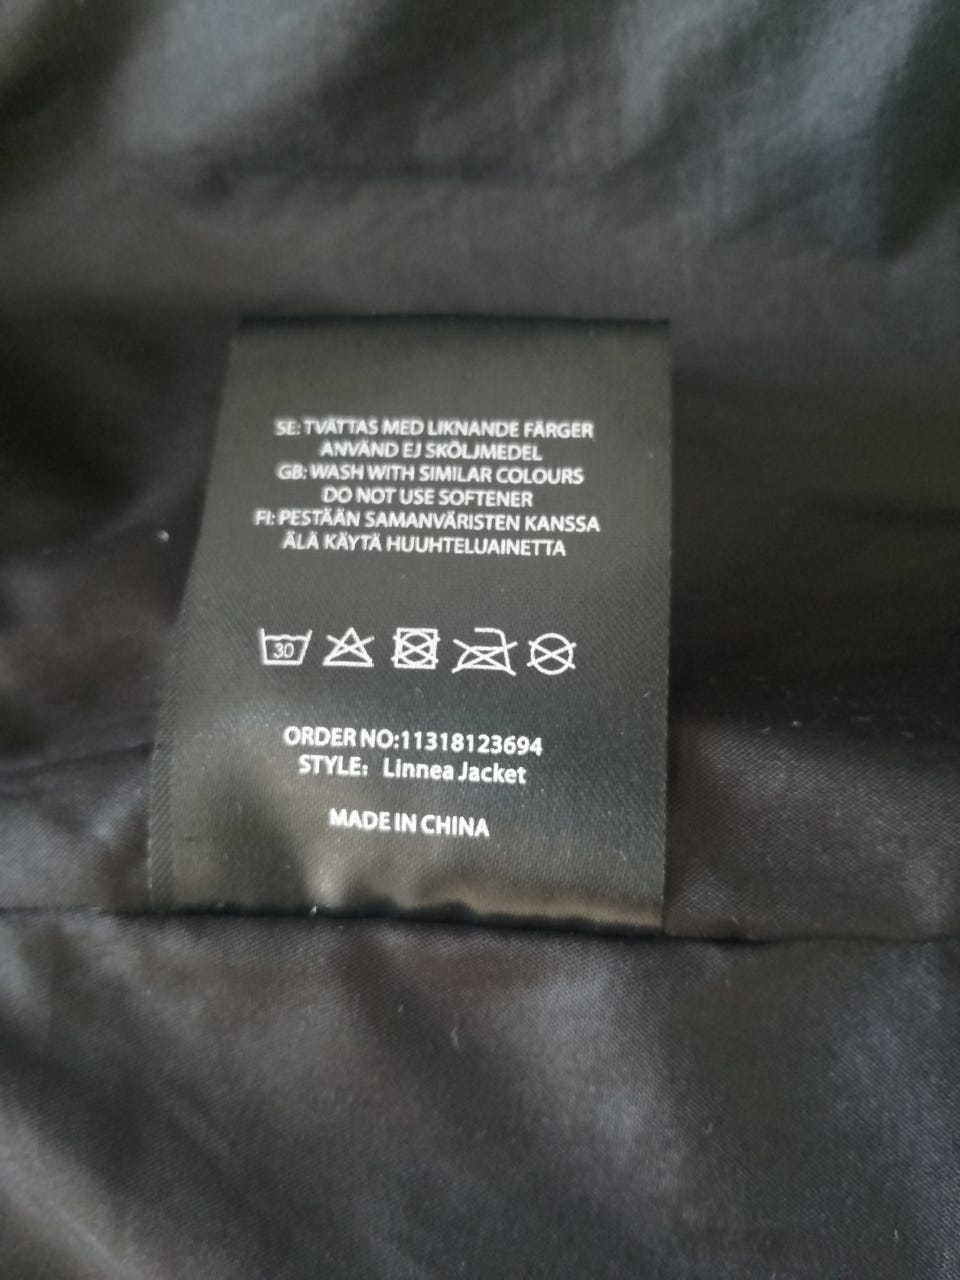 SE: TVÄTTAS MED LIKNANDE FÄRGER
ANVÄND EJ SKÖLJMEDEL
GB: WASH WITH SIMILAR COLOURS
DO NOT USE SOFTENER
FI: PESTÄÄN SAMANVÄRISTEN KANSSA
ÄLÄ KÄYTÄ HUUHTELUAINETTA
30
ORDER NO:11318123694
STYLE: Linnea Jacket
MADE IN CHINA